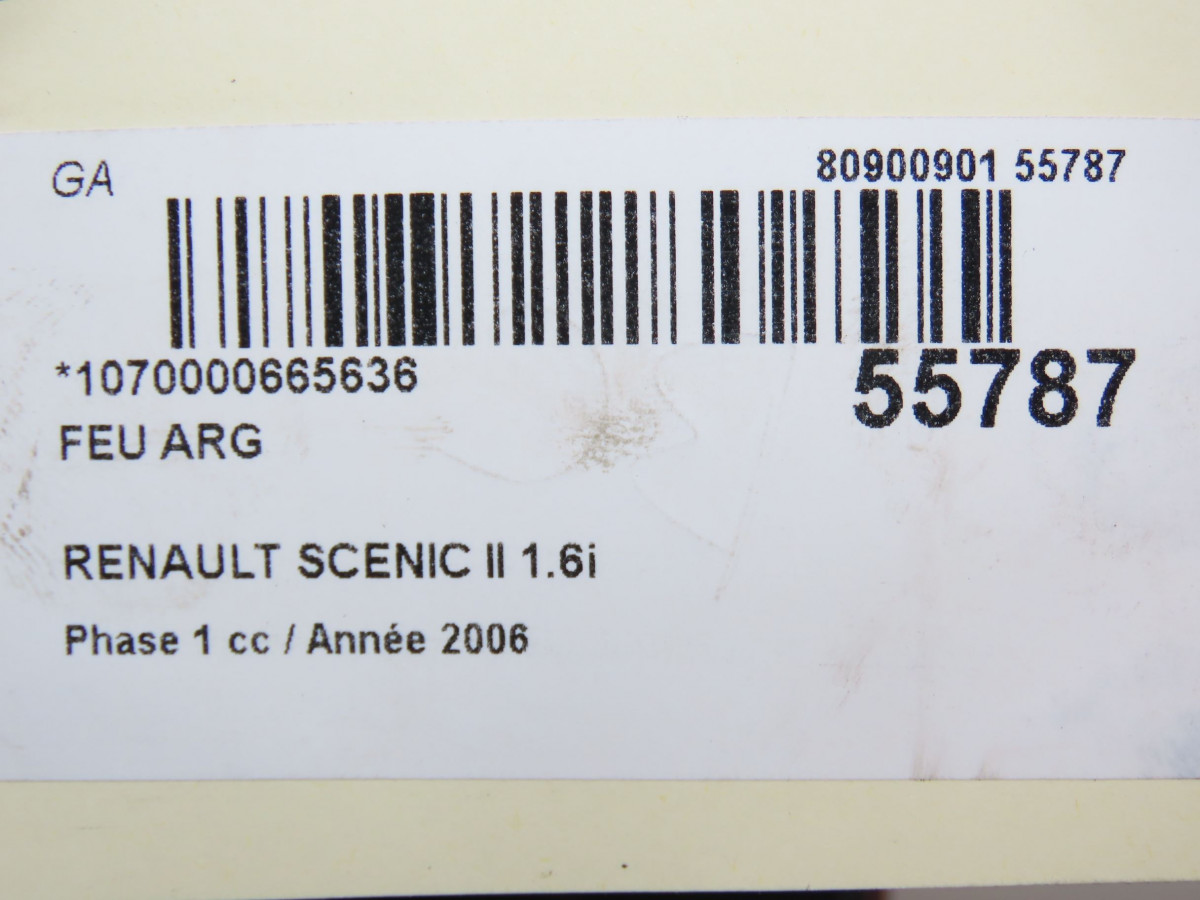 GA
80900901 55787
*1070000665636
55787
FEU ARG
RENAULT SCENIC II 1.6i
Phase 1 cc / Année 2006